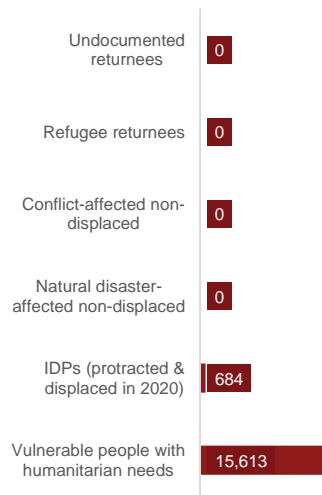 Undocumented
returnees
0
Refugee returnees
0
Conflict-affected non-
displaced
0
Natural disaster-
affected non-displaced
0
IDPs (protracted &
displaced in 2020)
684
Vulnerable people with
humanitarian needs
15,613